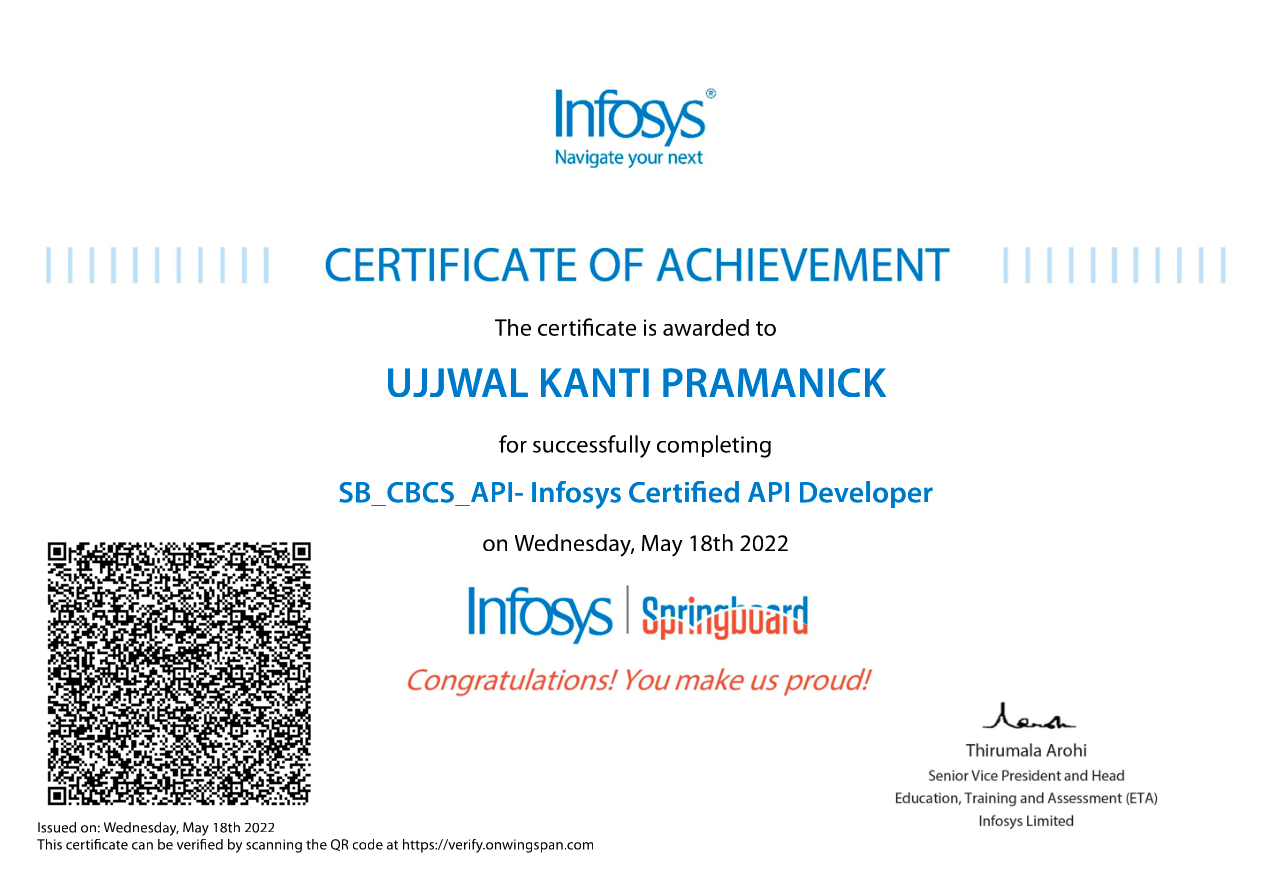 Infosys®
Navigate your next
CERTIFICATE OF ACHIEVEMENT
The certificate is awarded to
UJJWAL KANTI PRAMANICK
for successfully completing
SB_CBCS_API- Infosys Certified API Developer
on Wednesday, May 18th 2022
Infosys | Springboard
Congratulations! You make us proud!
Thirumala Arohi
Senior Vice President and Head
Education, Training and Assessment (ETA)
Infosys Limited
Issued on: Wednesday, May 18th 2022
This certificate can be verified by scanning the QR code at https://verify.onwingspan.com